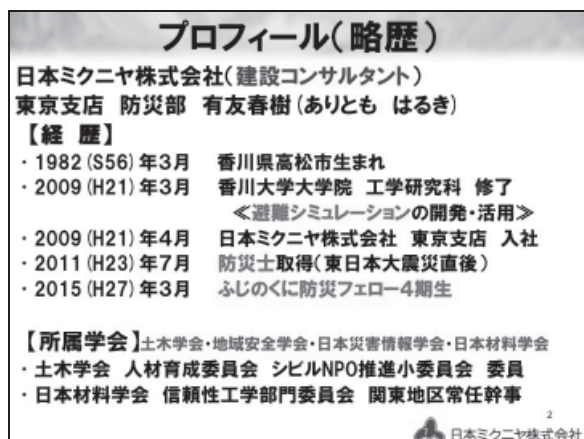 プロフィール(略歴)
日本ミクニヤ株式会社(建設コンサルタント)
東京支店 防災部 有友春樹(ありとも はるき)
【経 歴】
・1982(S56)年3月 香川県高松市生まれ
・2009(H21)年3月 香川大学大学院 工学研究科 修了
≪避難シミュレーションの開発・活用≫
・2009(H21)年4月 日本ミクニヤ株式会社 東京支店 入社
・2011(H23)年7月 防災士取得(東日本大震災直後)
・2015(H27)年3月 ふじのくに防災フェロー4期生
【所属学会】土木学会・地域安全学会・日本災害情報学会・日本材料学会
・土木学会 人材育成委員会 シビルNPO推進小委員会 委員
・日本材料学会 信頼性工学部門委員会 関東地区常任幹事
2
日本ミクニヤ株式会社